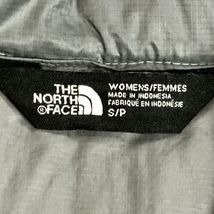 THE
NORTH
FACE
WOMENS/FEMMES
MADE IN INDONESIA
FABRIQUÉ EN INDONÉSIE
S/P